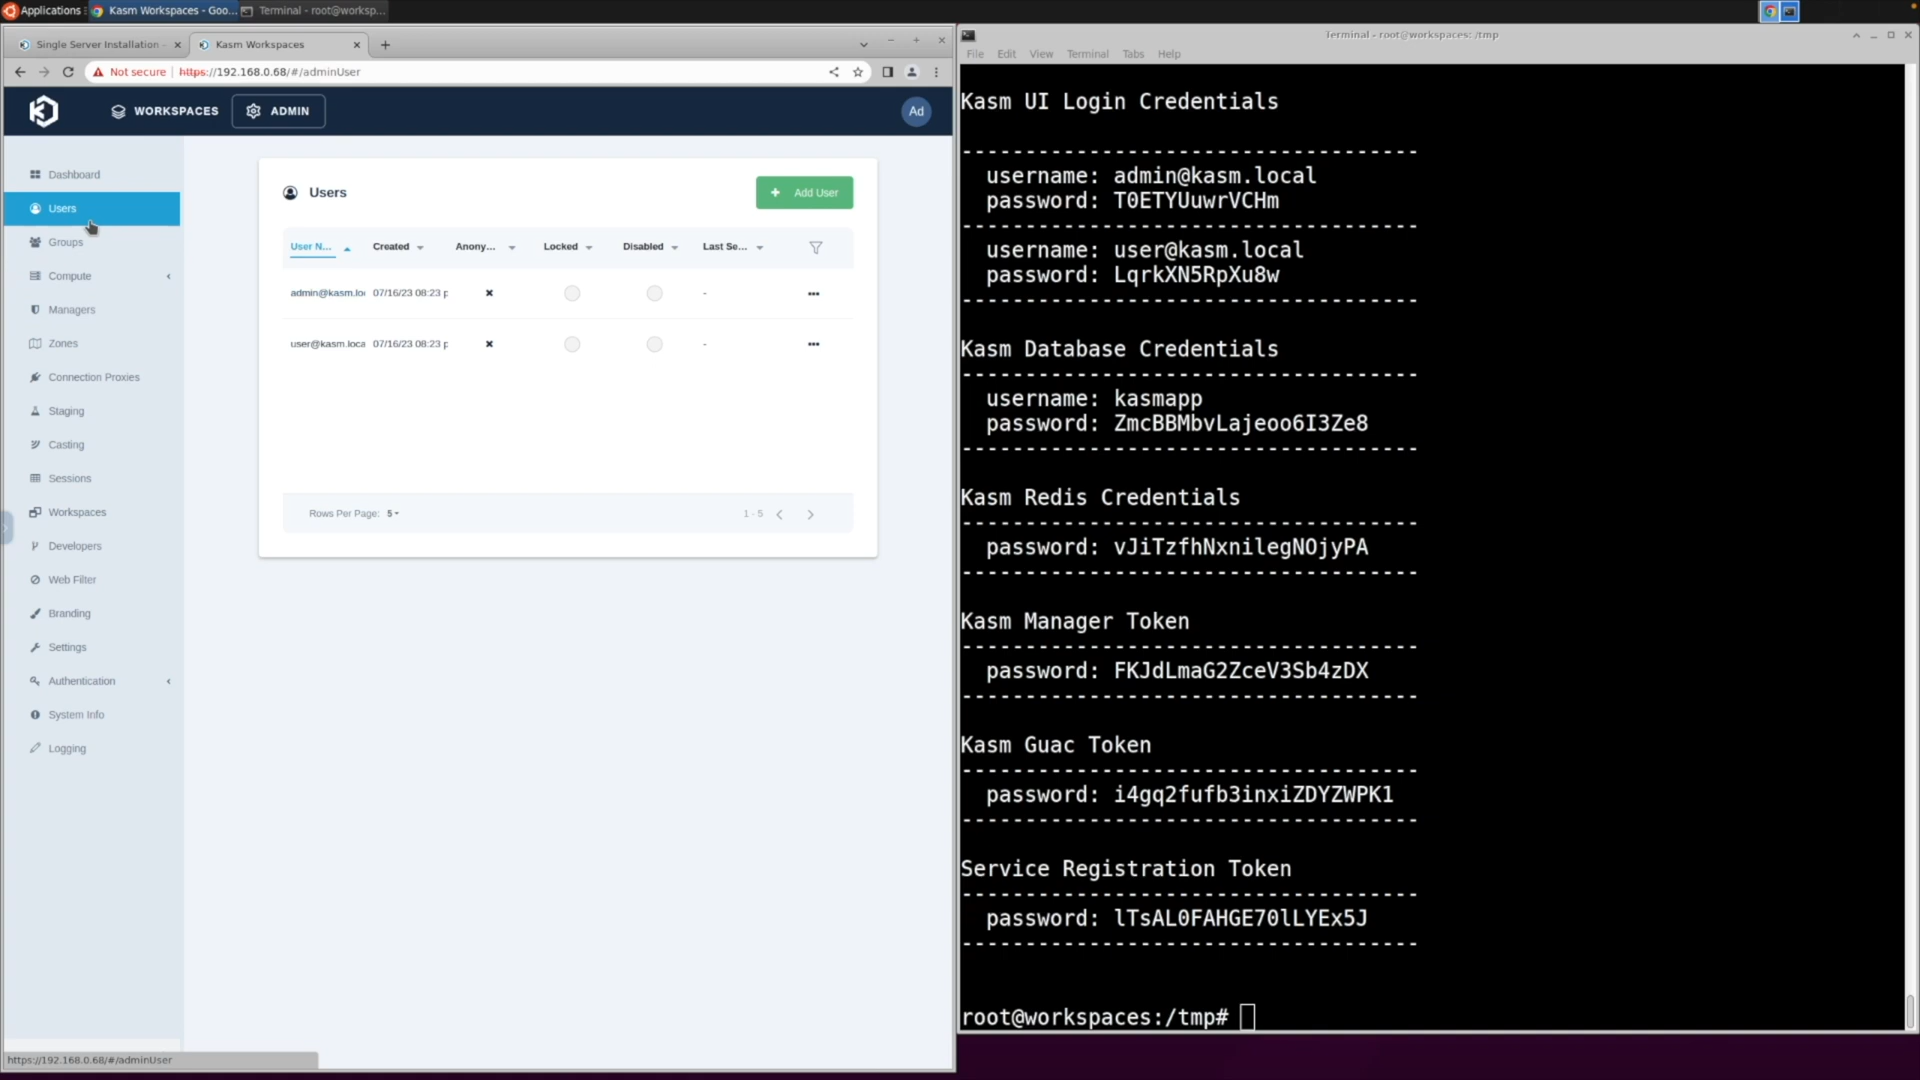 Applications
Kasm Workspaces - Goo...
Terminal - root@worksp...
Single Server Installation
Kasm Workspaces
Not secure
https://192.168.0.68/#/adminUser
WORKSPACES
ADMIN
Ad
Dashboard
Users
Groups
Compute
Managers
Zones
Connection Proxies
Staging
Casting
Sessions
Workspaces
Developers
Web Filter
Branding
Settings
Authentication
System Info
Logging
Users
+ Add User
User N... Created Anony... Locked Disabled Last Se...
admin@kasm.lo 07/16/23 08:23 p - •••
user@kasm.loca 07/16/23 08:23 p - •••
Rows Per Page: 5 1 - 5
https://192.168.0.68/#/adminUser
Terminal - root@workspaces: /tmp
File Edit View Terminal Tabs Help
Kasm UI Login Credentials
------------------------------------
username: admin@kasm.local
password: T0ETYUuwrVCHm
------------------------------------
username: user@kasm.local
password: LqrkXN5RpXu8w
------------------------------------
Kasm Database Credentials
------------------------------------
username: kasmapp
password: ZmcBBMbvLajeoo6I3Ze8
------------------------------------
Kasm Redis Credentials
------------------------------------
password: vJiTzfhNxnilegNOjyPA
------------------------------------
Kasm Manager Token
------------------------------------
password: FKJdLmaG2ZceV3Sb4zDX
------------------------------------
Kasm Guac Token
------------------------------------
password: i4gq2fufb3inxiZDYZWPK1
------------------------------------
Service Registration Token
------------------------------------
password: lTsAL0FAHGE70lLYEx5J
------------------------------------
root@workspaces:/tmp#